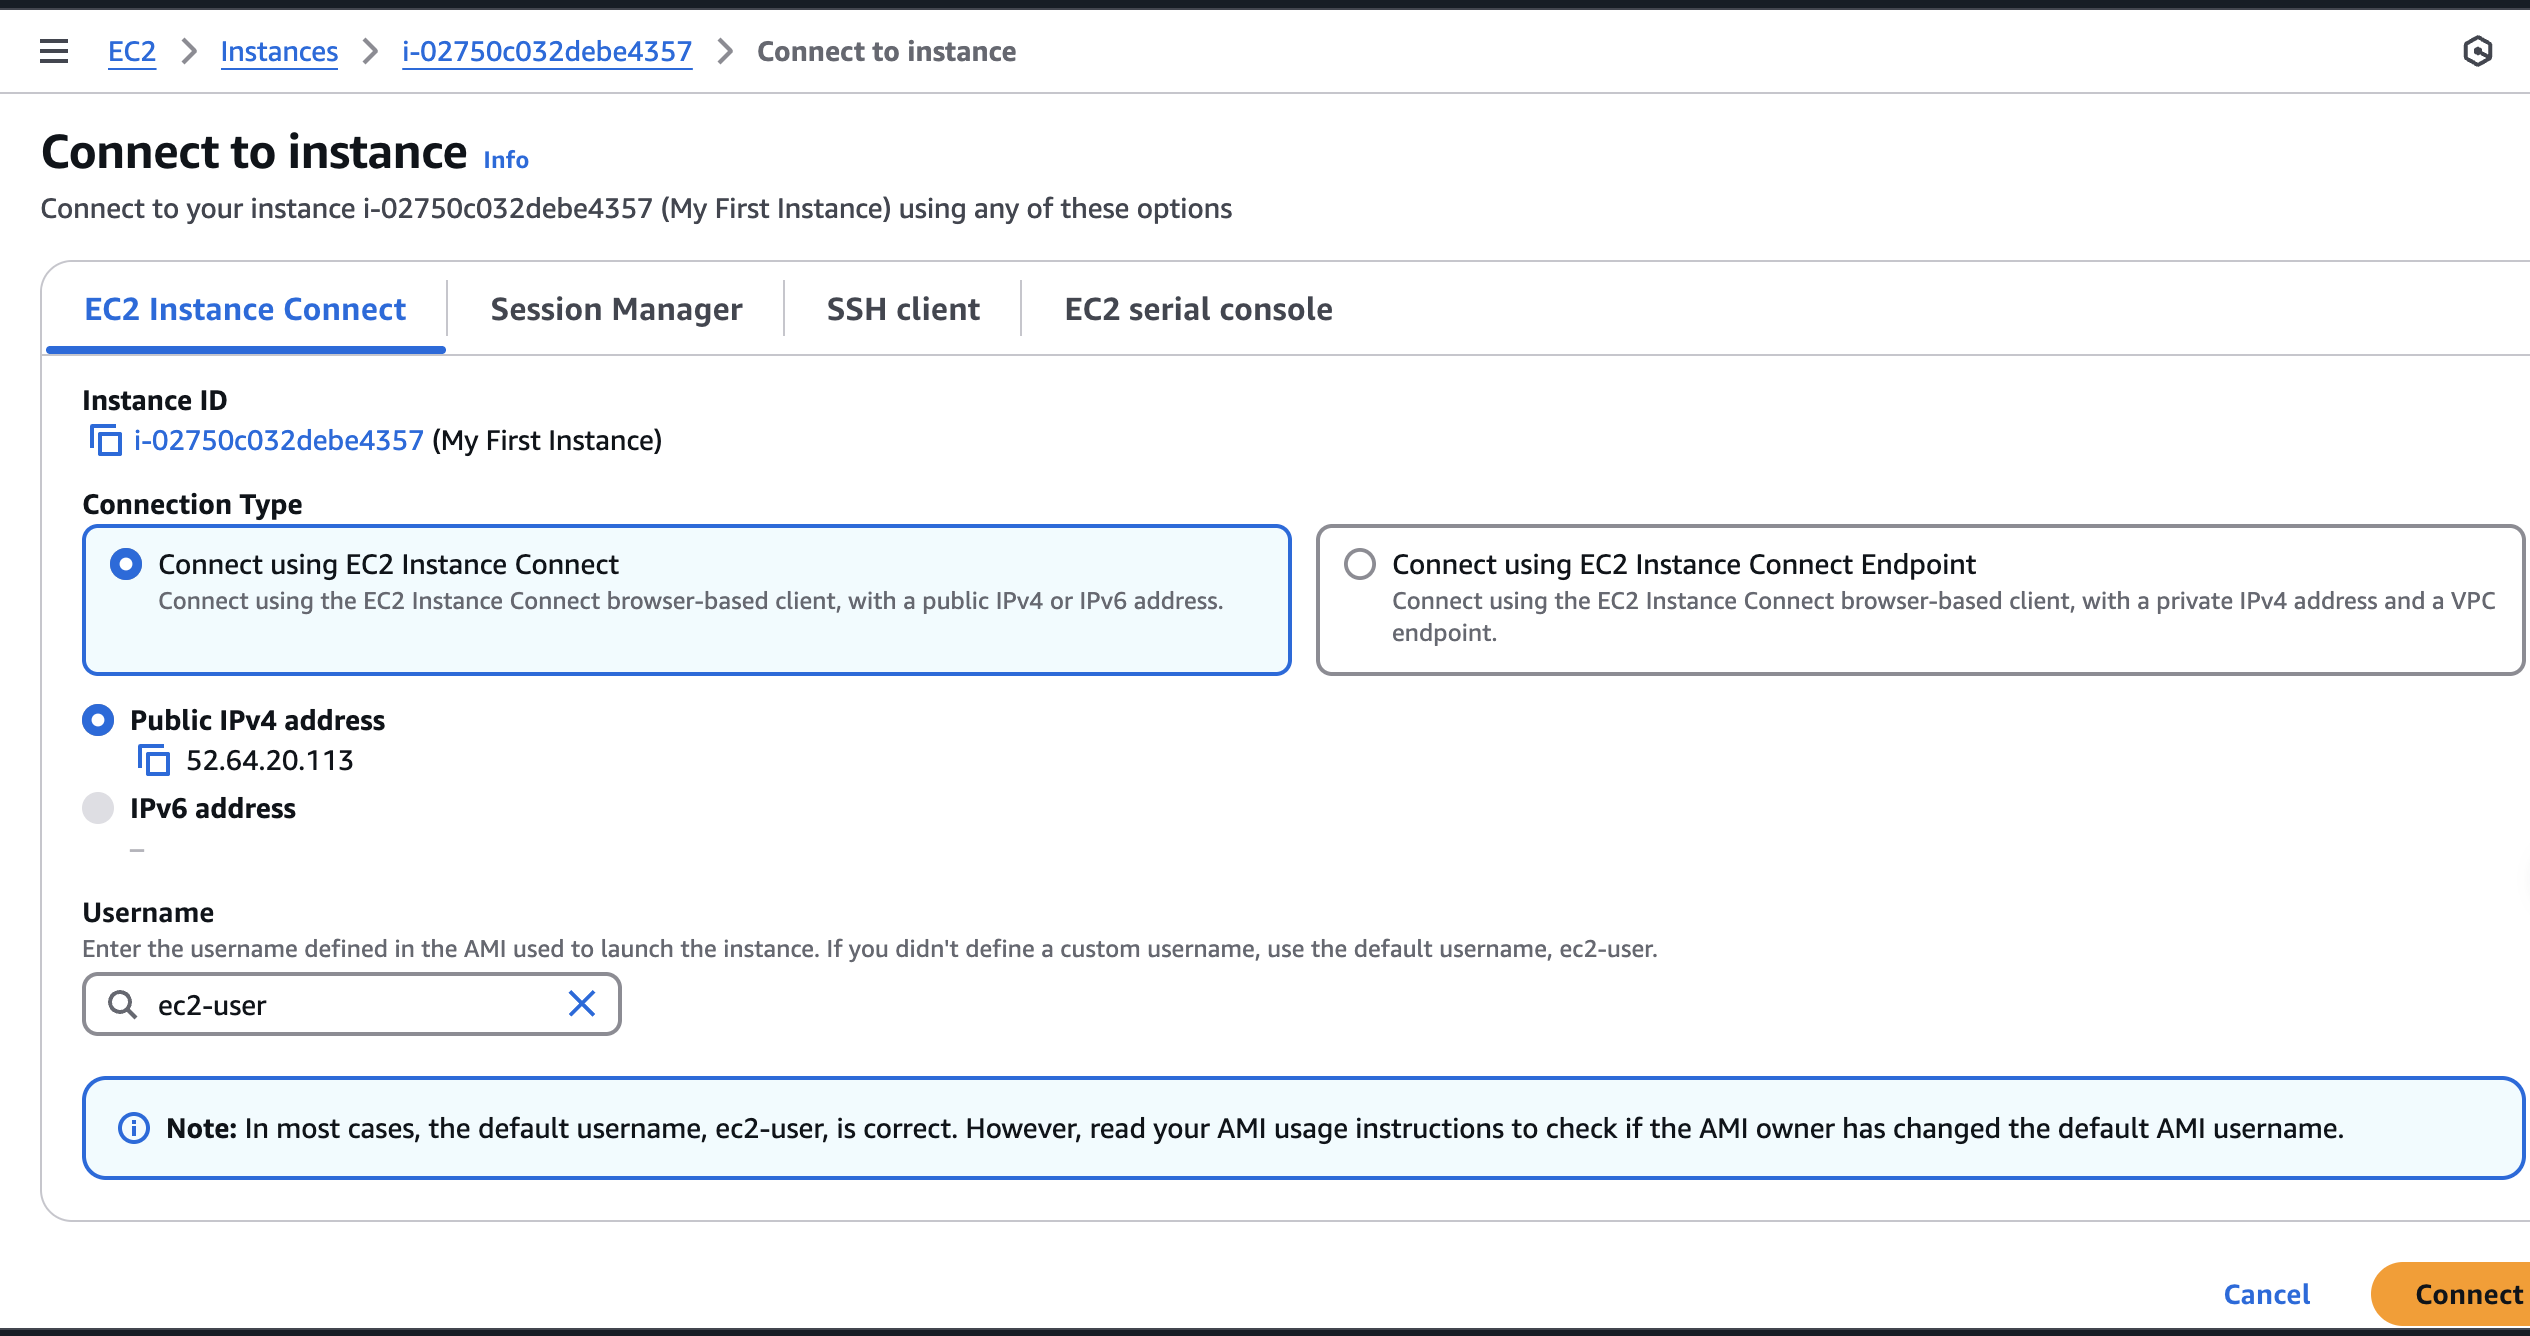 EC2 Instances i-02750c032debe4357 Connect to instance
Connect to instance Info
Connect to your instance i-02750c032debe4357 (My First Instance) using any of these options
EC2 Instance Connect Session Manager SSH client EC2 serial console
Instance ID
i-02750c032debe4357 (My First Instance)
Connection Type
Connect using EC2 Instance Connect
Connect using the EC2 Instance Connect browser-based client, with a public IPv4 or IPv6 address.
Connect using EC2 Instance Connect Endpoint
Connect using the EC2 Instance Connect browser-based client, with a private IPv4 address and a VPC
endpoint.
Public IPv4 address
52.64.20.113
IPv6 address
–
Username
Enter the username defined in the AMI used to launch the instance. If you didn't define a custom username, use the default username, ec2-user.
ec2-user
Note: In most cases, the default username, ec2-user, is correct. However, read your AMI usage instructions to check if the AMI owner has changed the default AMI username.
Cancel Connect